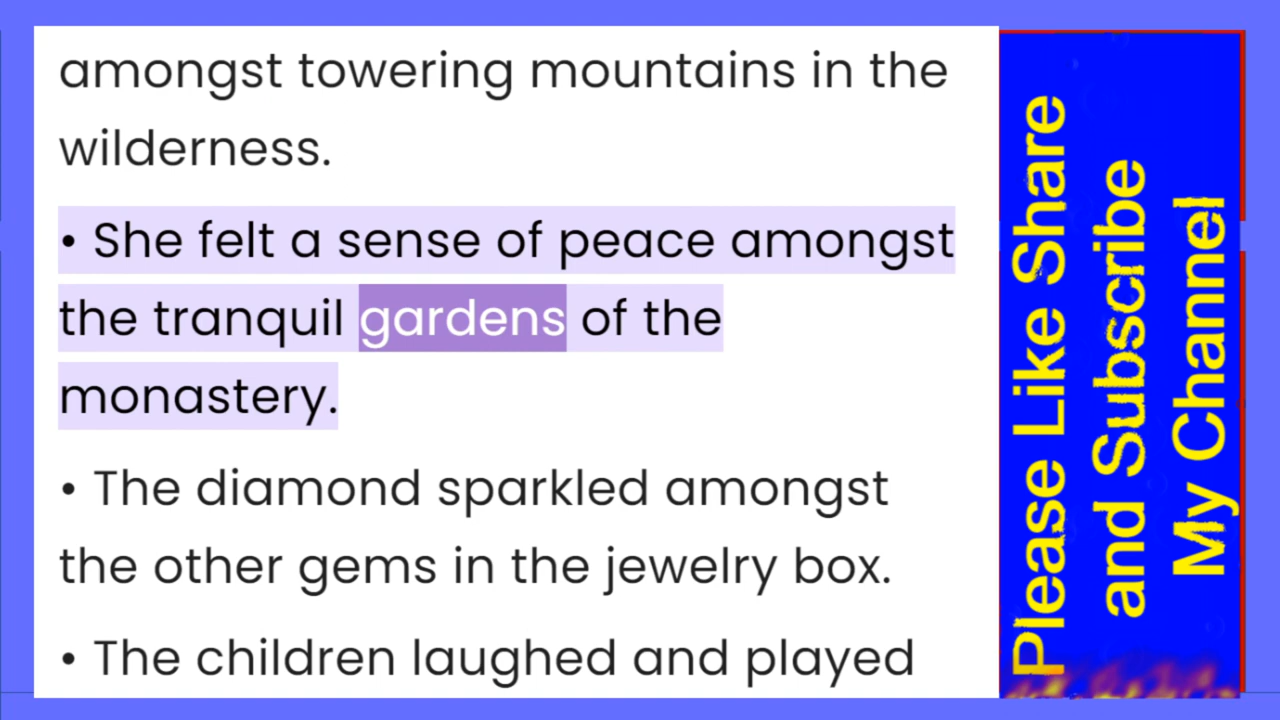 amongst towering mountains in the
wilderness.
• She felt a sense of peace amongst
the tranquil gardens of the
monastery.
• The diamond sparkled amongst
the other gems in the jewelry box.
• The children laughed and played
Please Like Share
and Subscribe
My Channel